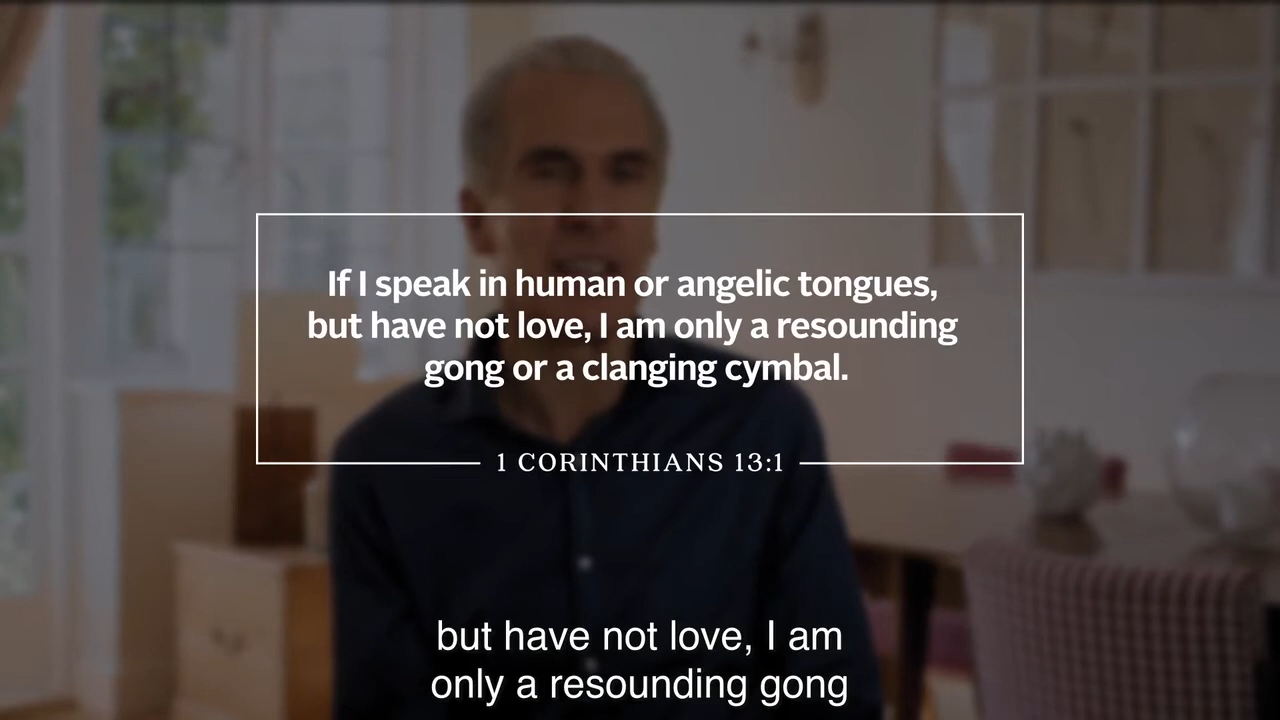 If I speak in human or angelic tongues,
but have not love, I am only a resounding
gong or a clanging cymbal.
1 CORINTHIANS 13:1
but have not love, I am
only a resounding gong